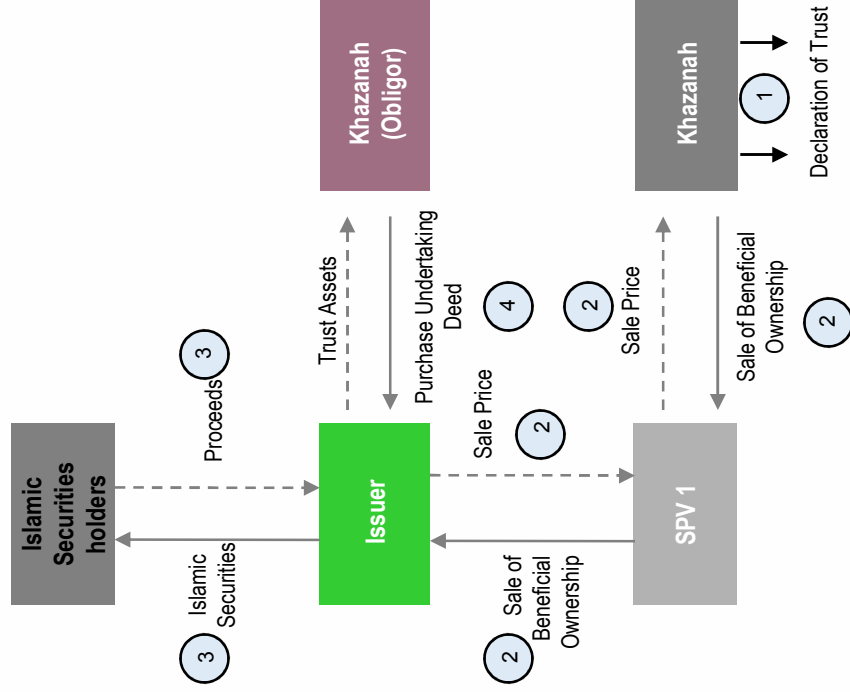 Islamic
Securities
holders
3
Islamic
Securities
Proceeds
3
Issuer
Trust Assets
Purchase Undertaking
Deed
4
Khazanah
(Obligor)
2
Sale of
Beneficial
Ownership
Sale Price
2
SPV 1
2
Sale Price
Sale of Beneficial
Ownership
2
Khazanah
1
Declaration of Trust